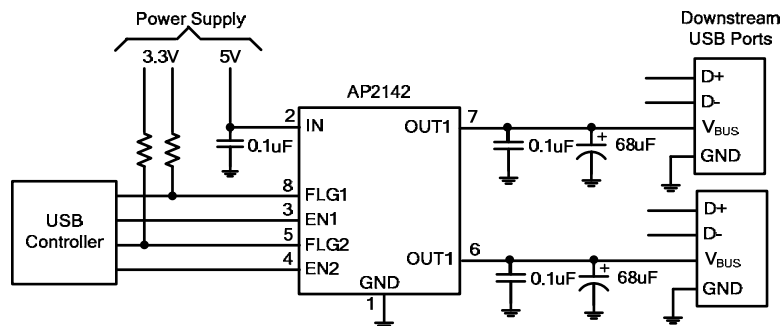 Power Supply
3.3V
5V
Downstream
USB Ports
AP2142
D+
D-
VBUS
GND
2
IN
OUT1
7
0.1uF
0.1uF
+
68uF
8
FLG1
3
EN1
5
FLG2
4
EN2
USB
Controller
OUT1
6
GND
1
0.1uF
+
68uF
D+
D-
VBUS
GND